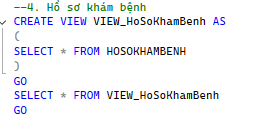 --4. Hồ sơ khám bệnh
CREATE VIEW VIEW_HoSoKhamBenh AS
(
SELECT * FROM HOSOKHAMBENH
)
GO
SELECT * FROM VIEW_HoSoKhamBenh
GO